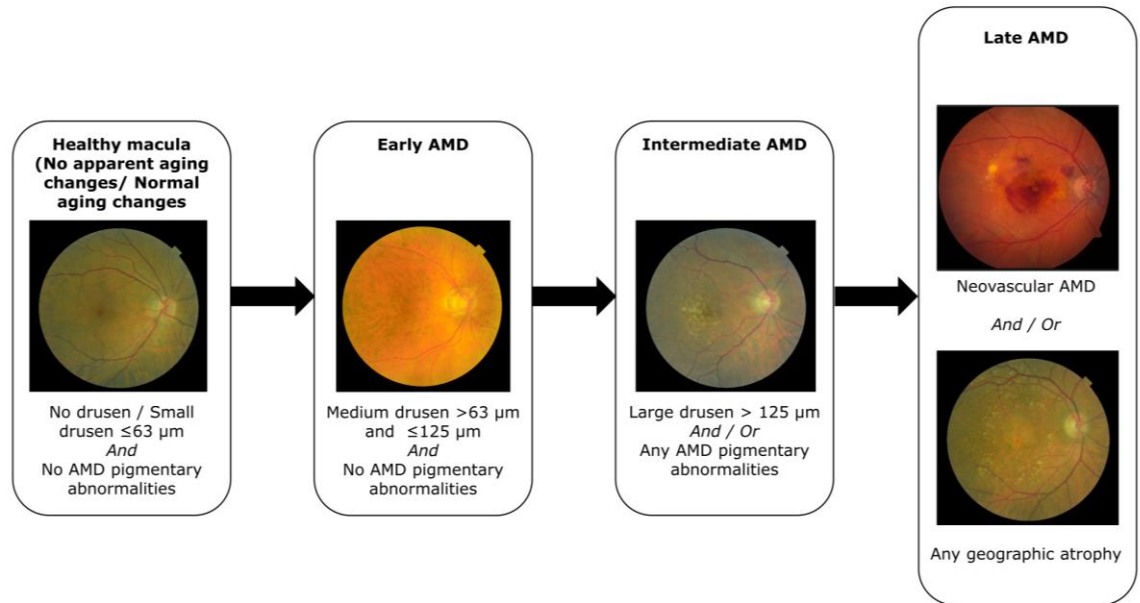 Healthy macula
(No apparent aging
changes/ Normal
aging changes
No drusen / Small
drusen ≤63 µm
And
No AMD pigmentary
abnormalities
Early AMD
Medium drusen >63 µm
and ≤125 µm
And
No AMD pigmentary
abnormalities
Intermediate AMD
Large drusen > 125 µm
And / Or
Any AMD pigmentary
abnormalities
Late AMD
Neovascular AMD
And / Or
Any geographic atrophy